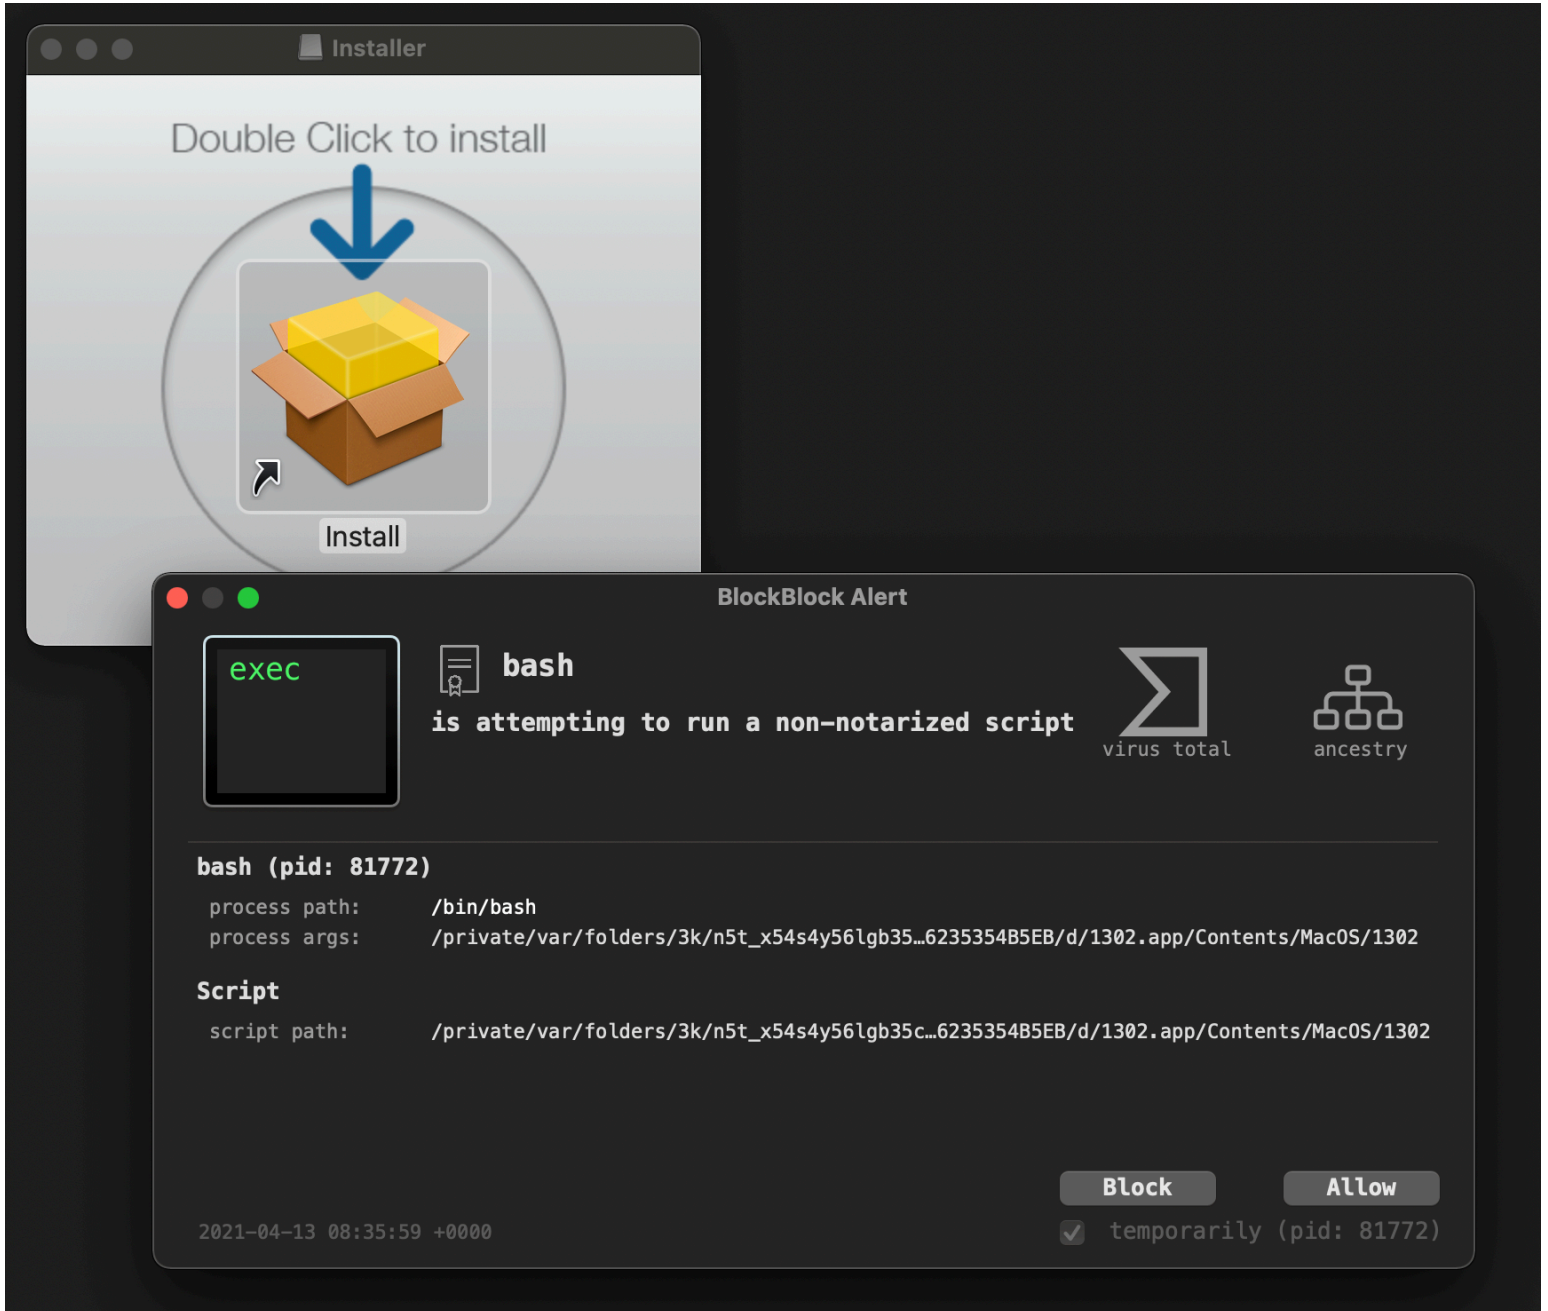 Installer
Double Click to install
Install
BlockBlock Alert
exec
bash
is attempting to run a non-notarized script
virus total
ancestry
bash (pid: 81772)
process path: /bin/bash
process args: /private/var/folders/3k/n5t_x54s4y56lgb35…6235354B5EB/d/1302.app/Contents/MacOS/1302
Script
script path: /private/var/folders/3k/n5t_x54s4y56lgb35c…6235354B5EB/d/1302.app/Contents/MacOS/1302
Block
Allow
2021-04-13 08:35:59 +0000
temporarily (pid: 81772)